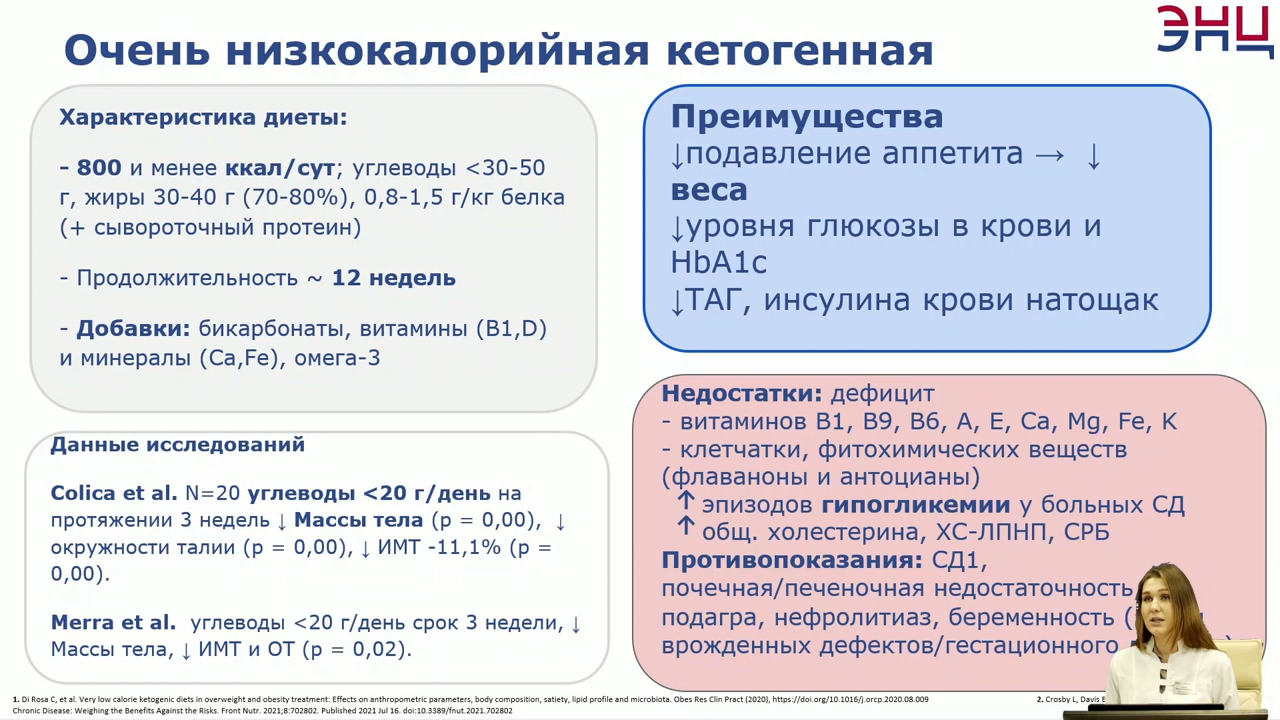 Очень низкокалорийная кетогенная
ЭНЦ
Характеристика диеты:
- 800 и менее ккал/сут; углеводы <30-50
г, жиры 30-40 г (70-80%), 0,8-1,5 г/кг белка
(+ сывороточный протеин)
- Продолжительность ~ 12 недель
- Добавки: бикарбонаты, витамины (B1,D)
и минералы (Ca,Fe), омега-3
Преимущества
↓подавление аппетита → ↓
веса
↓уровня глюкозы в крови и
HbA1c
↓ТАГ, инсулина крови натощак
Данные исследований
Colica et al. N=20 углеводы <20 г/день на
протяжении 3 недель ↓ Массы тела (p = 0,00), ↓
окружности талии (p = 0,00), ↓ ИМТ -11,1% (p =
0,00).
Merra et al. углеводы <20 г/день срок 3 недели, ↓
Массы тела, ↓ ИМТ и ОТ (p = 0,02).
Недостатки: дефицит
- витаминов B1, B9, B6, A, E, Ca, Mg, Fe, K
- клетчатки, фитохимических веществ
(флаваноны и антоцианы)
↑ эпизодов гипогликемии у больных СД
↑ общ. холестерина, ХС-ЛПНП, СРБ
Противопоказания: СД1,
почечная/печеночная недостаточность,
подагра, нефролитиаз, беременность (
врожденных дефектов/гестационного
1. Di Rosa C, et al. Very low calorie ketogenic diets in overweight and obesity treatment: Effects on anthropometric parameters, body composition, satiety, lipid profile and microbiota. Obes Res Clin Pract (2020), https://doi.org/10.1016/j.orcp.2020.08.009 2. Crosby L, Davis
Chronic Disease: Weighing the Benefits Against the Risks. Front Nutr. 2021;8:702802. Published 2021 Jul 16. doi:10.3389/fnut.2021.702802